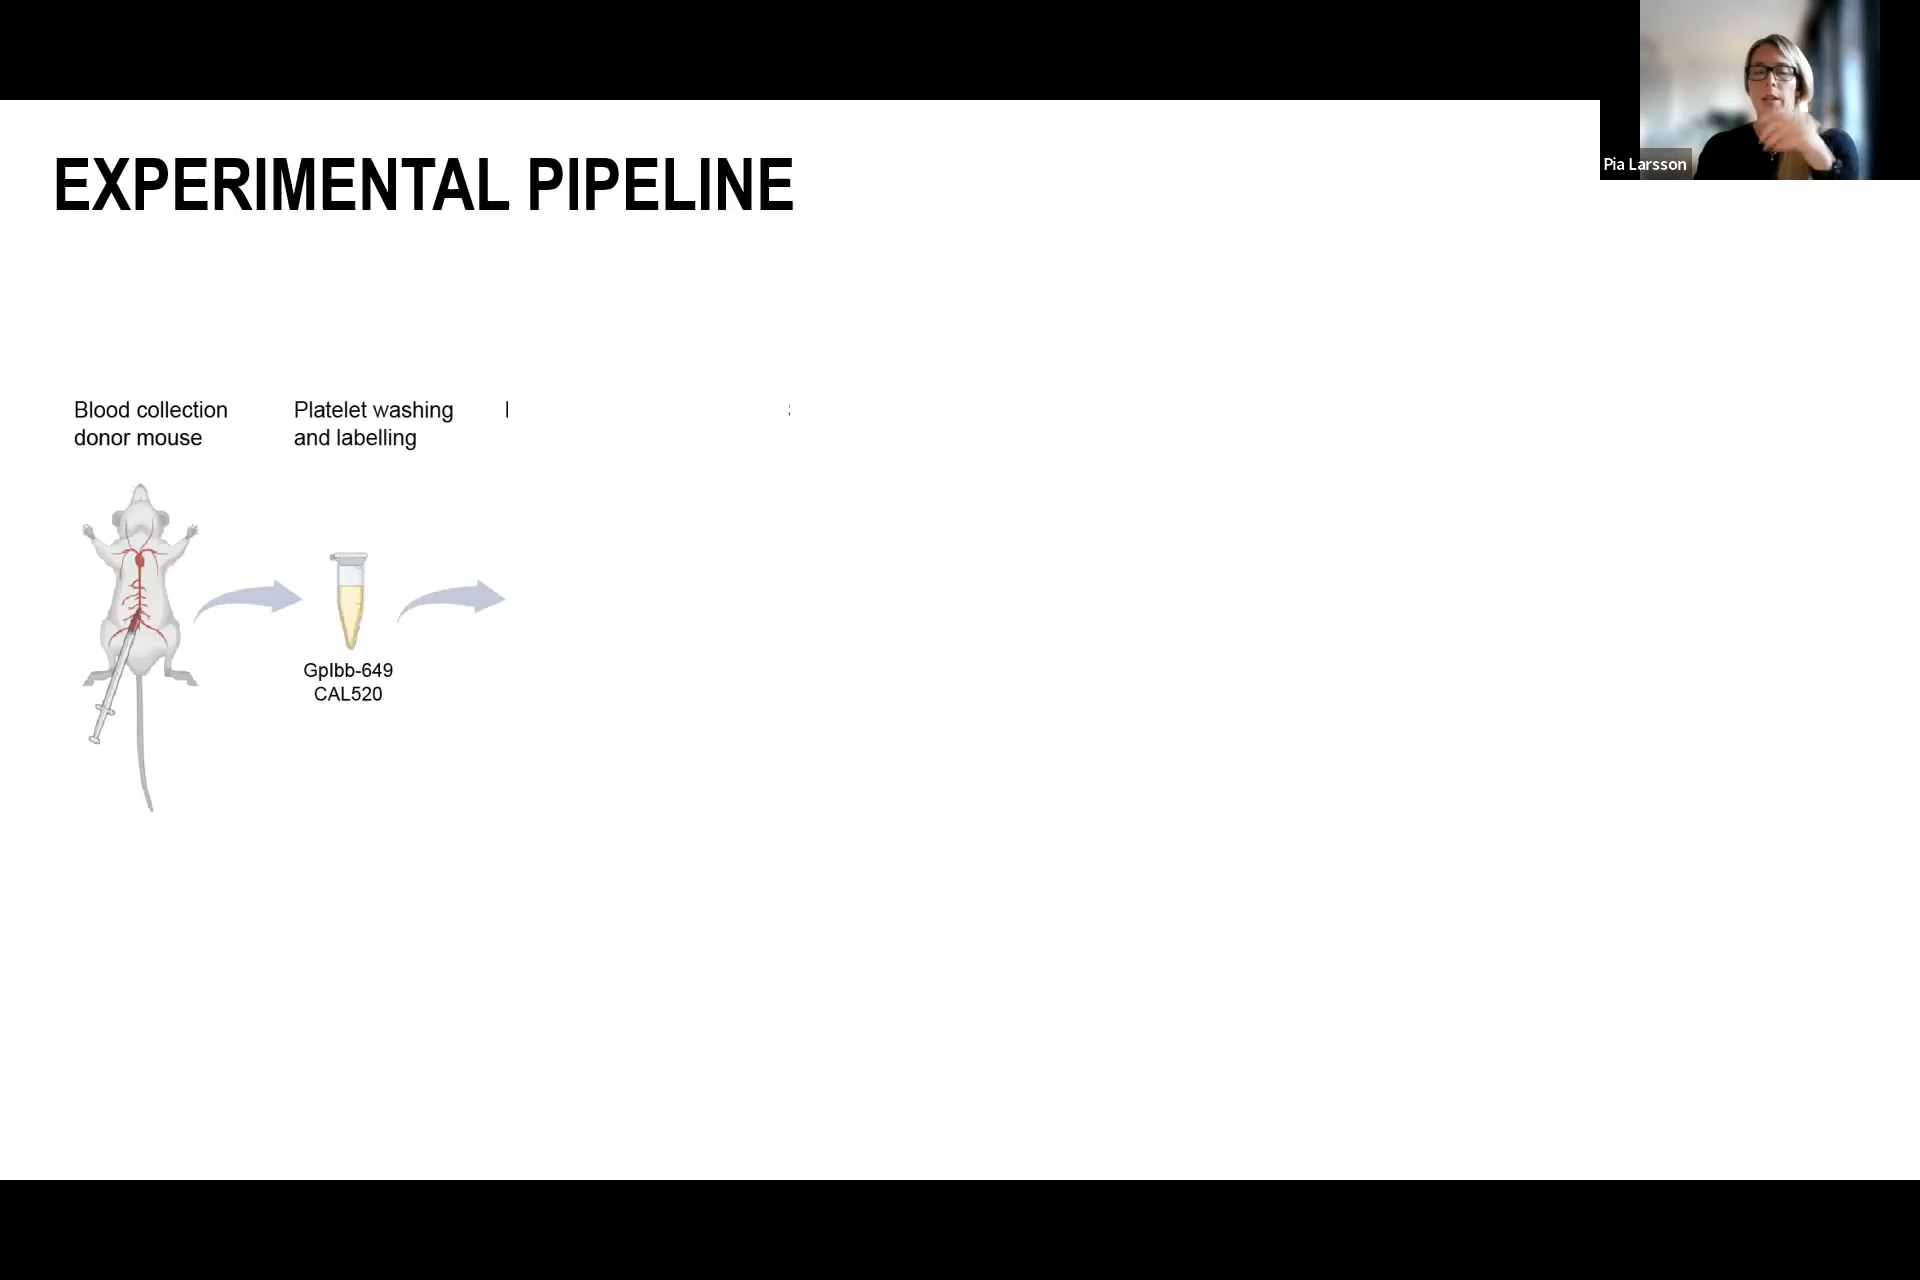 Pia Larsson
EXPERIMENTAL PIPELINE
Blood collection
donor mouse
Platelet washing
and labelling
GpIbb-649
CAL520